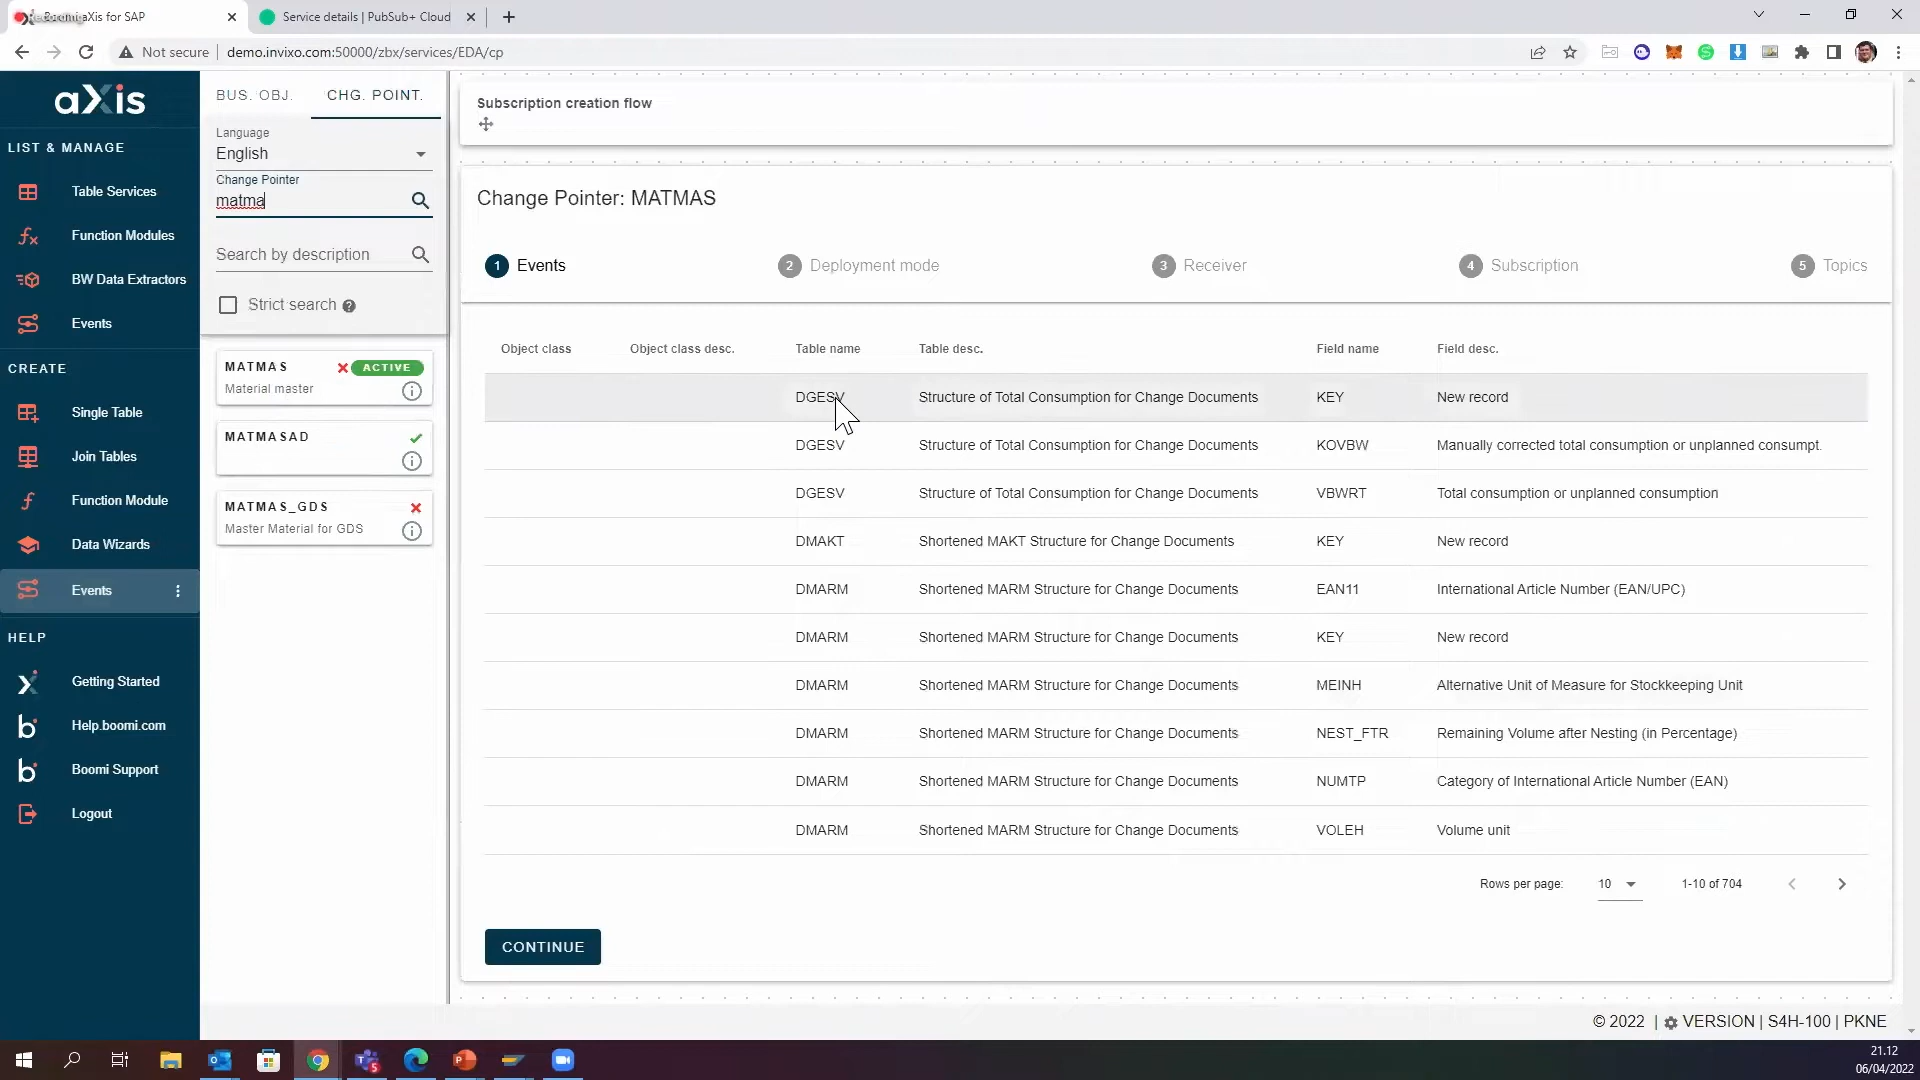 Boomi aXis for SAP
Service details | PubSub+ Cloud
Not secure
demo.invixo.com:50000/zbx/services/EDA/cp
aXis
LIST & MANAGE
Table Services
Function Modules
BW Data Extractors
Events
CREATE
Single Table
Join Tables
Function Module
Data Wizards
Events
HELP
Getting Started
Help.boomi.com
Boomi Support
Logout
BUS. OBJ.
CHG. POINT.
Language
English
Change Pointer
matma
Search by description
Strict search
MATMAS
ACTIVE
Material master
MATMASAD
MATMAS_GDS
Master Material for GDS
Subscription creation flow
Change Pointer: MATMAS
1 Events
2 Deployment mode
3 Receiver
4 Subscription
5 Topics
Object class Object class desc. Table name Table desc. Field name Field desc.
DGESV Structure of Total Consumption for Change Documents KEY New record
DGESV Structure of Total Consumption for Change Documents KOVBW Manually corrected total consumption or unplanned consumpt.
DGESV Structure of Total Consumption for Change Documents VBWRT Total consumption or unplanned consumption
DMAKT Shortened MAKT Structure for Change Documents KEY New record
DMARM Shortened MARM Structure for Change Documents EAN11 International Article Number (EAN/UPC)
DMARM Shortened MARM Structure for Change Documents KEY New record
DMARM Shortened MARM Structure for Change Documents MEINH Alternative Unit of Measure for Stockkeeping Unit
DMARM Shortened MARM Structure for Change Documents NEST_FTR Remaining Volume after Nesting (in Percentage)
DMARM Shortened MARM Structure for Change Documents NUMTP Category of International Article Number (EAN)
DMARM Shortened MARM Structure for Change Documents VOLEH Volume unit
Rows per page: 10 1-10 of 704
CONTINUE
© 2022 | VERSION | S4H-100 | PKNE
21.12
06/04/2022